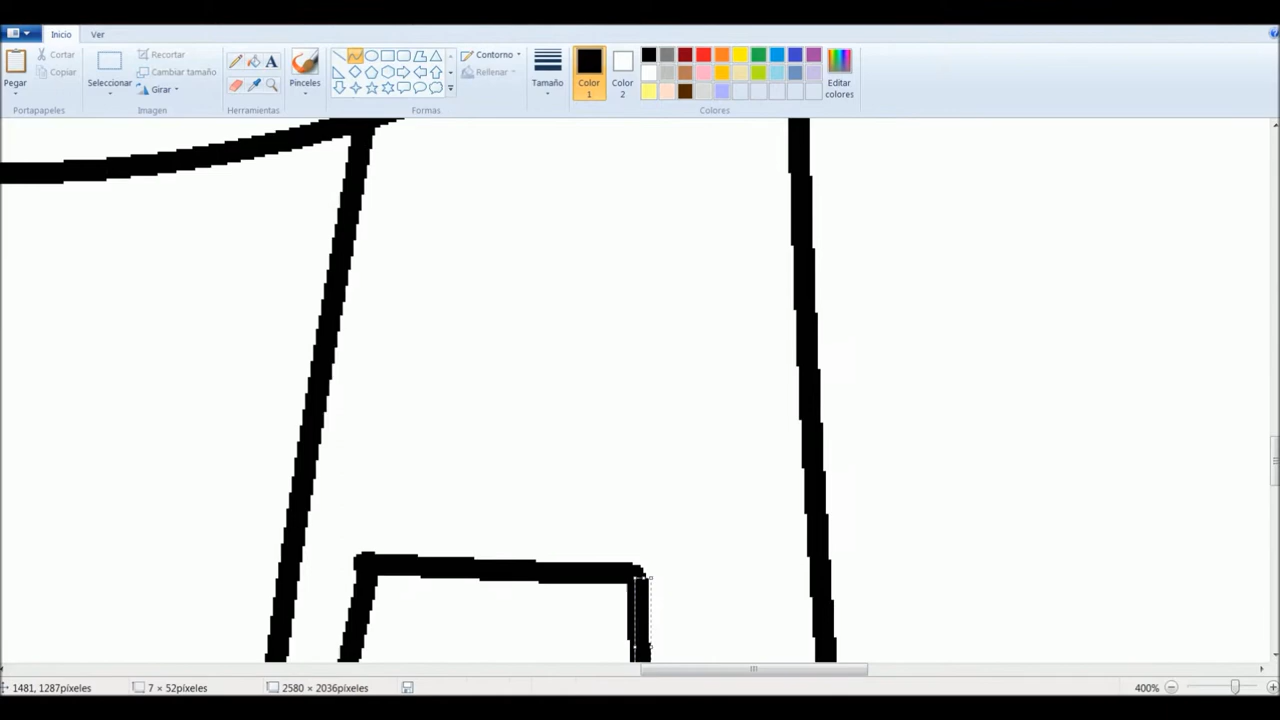 Inicio Ver
Pegar
Cortar
Copiar
Portapapeles
Seleccionar
Recortar
Cambiar tamaño
Girar
Imagen
A
Herramientas
Pinceles
Contorno
Rellenar
Formas
Tamaño
Color
1
Color
2
Editar
colores
Colores
1481, 1287píxeles
7 × 52píxeles
2580 × 2036píxeles
400%